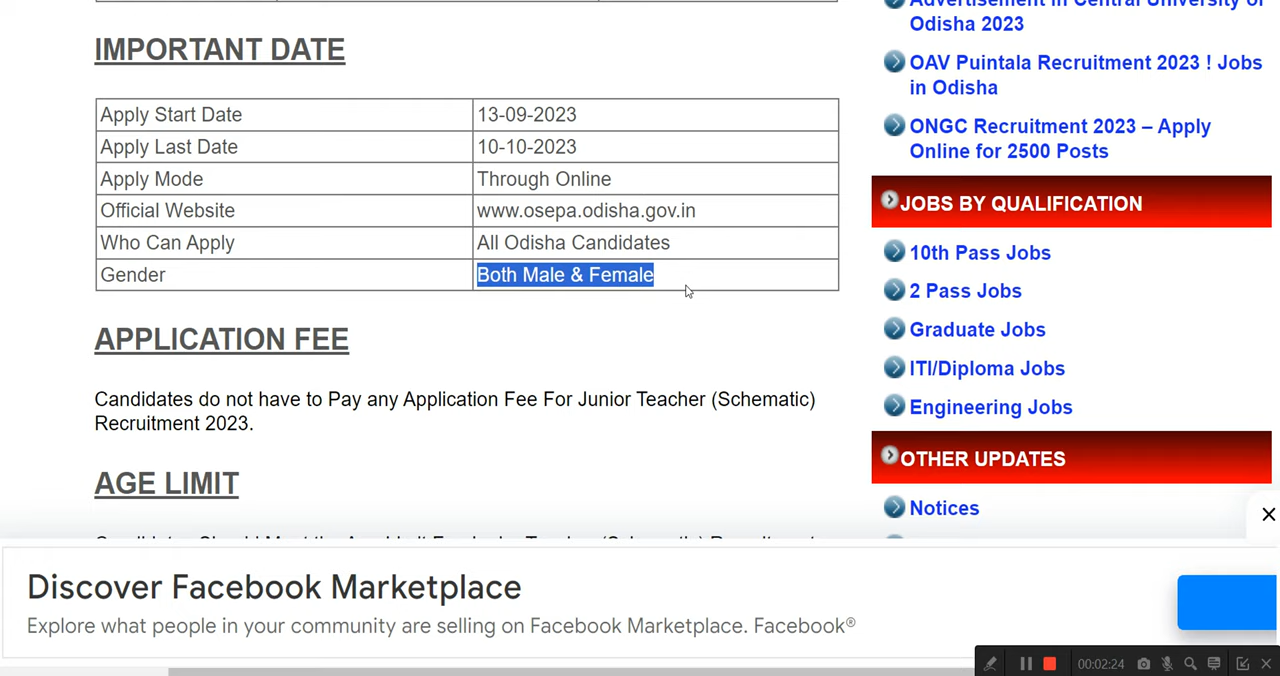 IMPORTANT DATE
Apply Start Date 13-09-2023
Apply Last Date 10-10-2023
Apply Mode Through Online
Official Website www.osepa.odisha.gov.in
Who Can Apply All Odisha Candidates
Gender Both Male & Female
APPLICATION FEE
Candidates do not have to Pay any Application Fee For Junior Teacher (Schematic)
Recruitment 2023.
AGE LIMIT
Advertisement in Central University of
Odisha 2023
OAV Puintala Recruitment 2023 ! Jobs
in Odisha
ONGC Recruitment 2023 – Apply
Online for 2500 Posts
JOBS BY QUALIFICATION
10th Pass Jobs
2 Pass Jobs
Graduate Jobs
ITI/Diploma Jobs
Engineering Jobs
OTHER UPDATES
Notices
Discover Facebook Marketplace
Explore what people in your community are selling on Facebook Marketplace. Facebook®
00:02:24